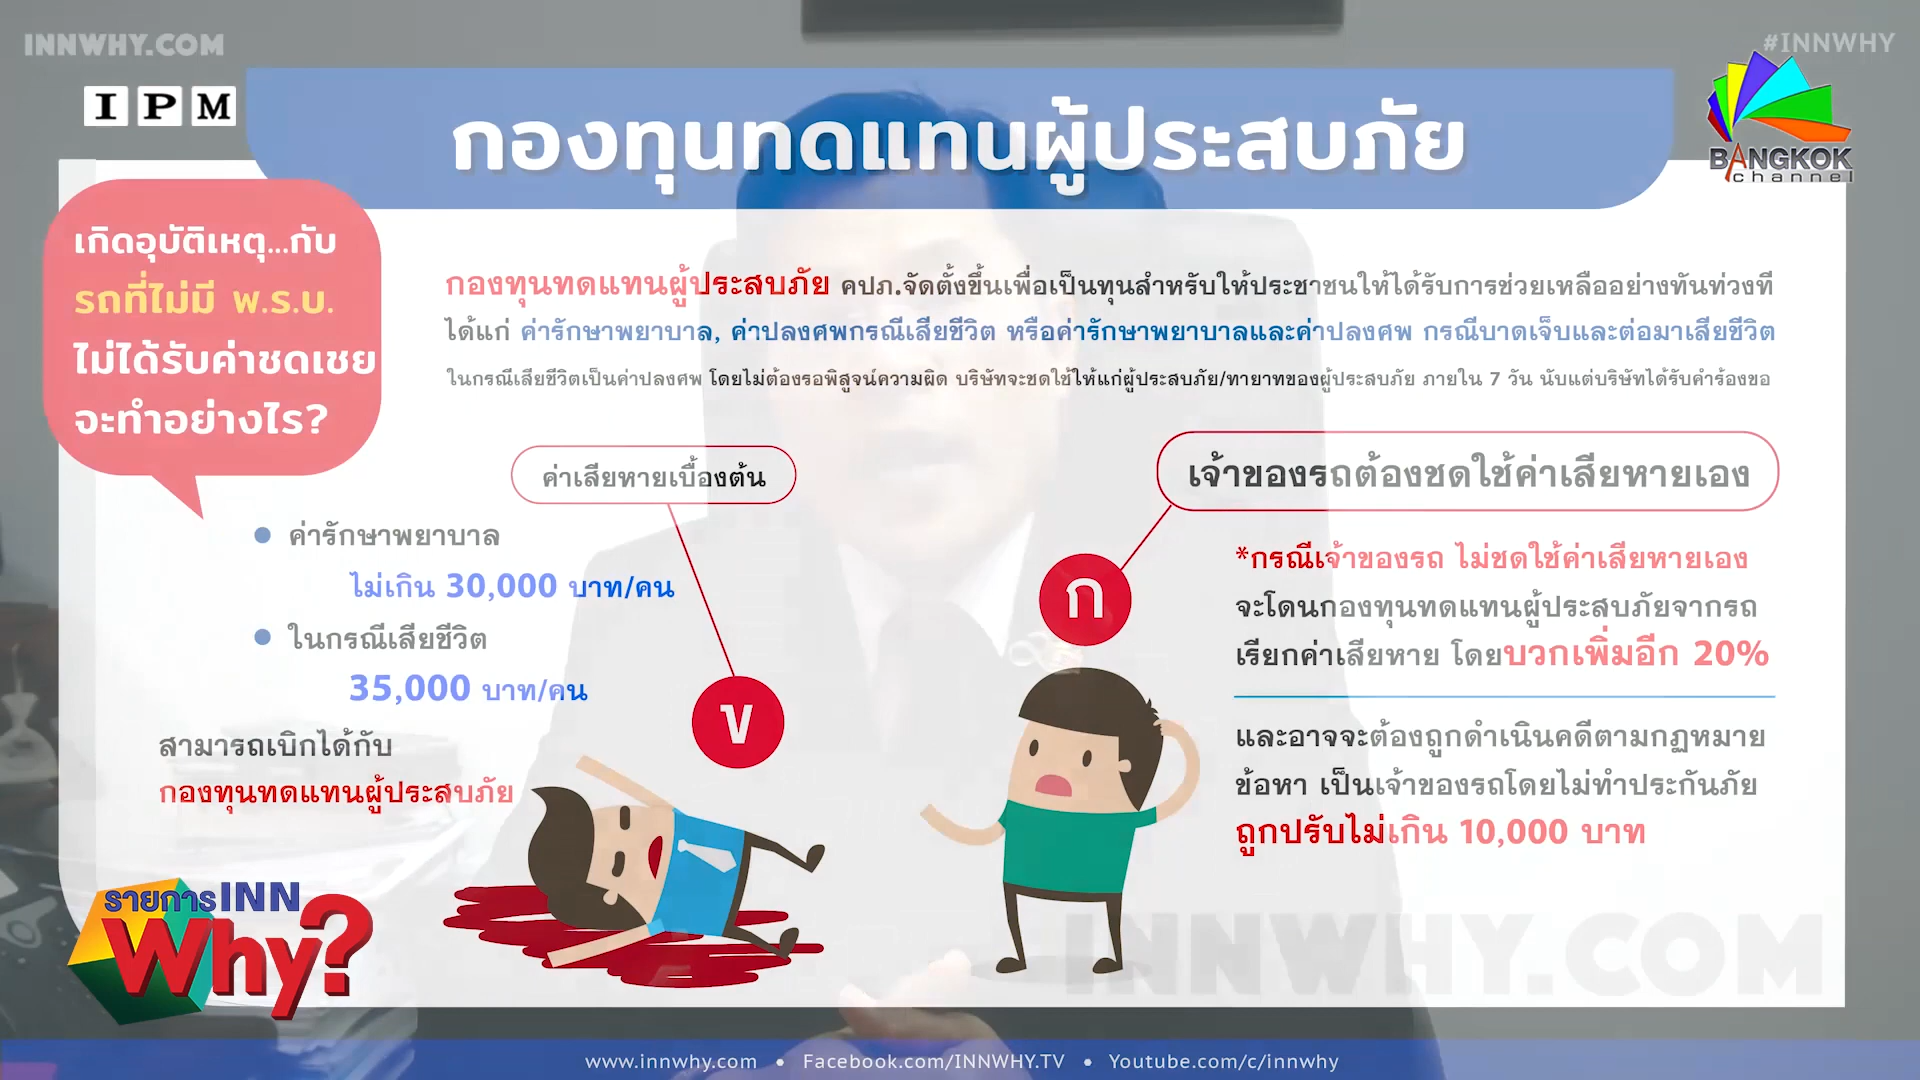 INNWHY.COM
#INNWHY
IPM
กองทุนทดแทนผู้ประสบภัย
BANGKOK
channel
เกิดอุบัติเหตุ...กับ
รถที่ไม่มี พ.ร.บ.
ไม่ได้รับค่าชดเชย
จะทำอย่างไร?
กองทุนทดแทนผู้ประสบภัย คปภ.จัดตั้งขึ้นเพื่อเป็นทุนสำหรับให้ประชาชนให้ได้รับการช่วยเหลืออย่างทันท่วงที
ได้แก่ ค่ารักษาพยาบาล, ค่าปลงศพกรณีเสียชีวิต หรือค่ารักษาพยาบาลและค่าปลงศพ กรณีบาดเจ็บและต่อมาเสียชีวิต
ในกรณีเสียชีวิตเป็นค่าปลงศพ โดยไม่ต้องรอพิสูจน์ความผิด บริษัทจะชดใช้ให้แก่ผู้ประสบภัย/ทายาทของผู้ประสบภัย ภายใน 7 วัน นับแต่บริษัทได้รับคำร้องขอ
ค่าเสียหายเบื้องต้น
ค่ารักษาพยาบาล
ไม่เกิน 30,000 บาท/คน
ในกรณีเสียชีวิต
35,000 บาท/คน
สามารถเบิกได้กับ
กองทุนทดแทนผู้ประสบภัย
ข
เจ้าของรถต้องชดใช้ค่าเสียหายเอง
ก
*กรณีเจ้าของรถ ไม่ชดใช้ค่าเสียหายเอง
จะโดนกองทุนทดแทนผู้ประสบภัยจากรถ
เรียกค่าเสียหาย โดยบวกเพิ่มอีก 20%
และอาจจะต้องถูกดำเนินคดีตามกฏหมาย
ข้อหา เป็นเจ้าของรถโดยไม่ทำประกันภัย
ถูกปรับไม่เกิน 10,000 บาท
รายการINN
Why?
INNWHY.COM
www.innwhy.com • Facebook.com/INNWHY.TV • Youtube.com/c/innwhy